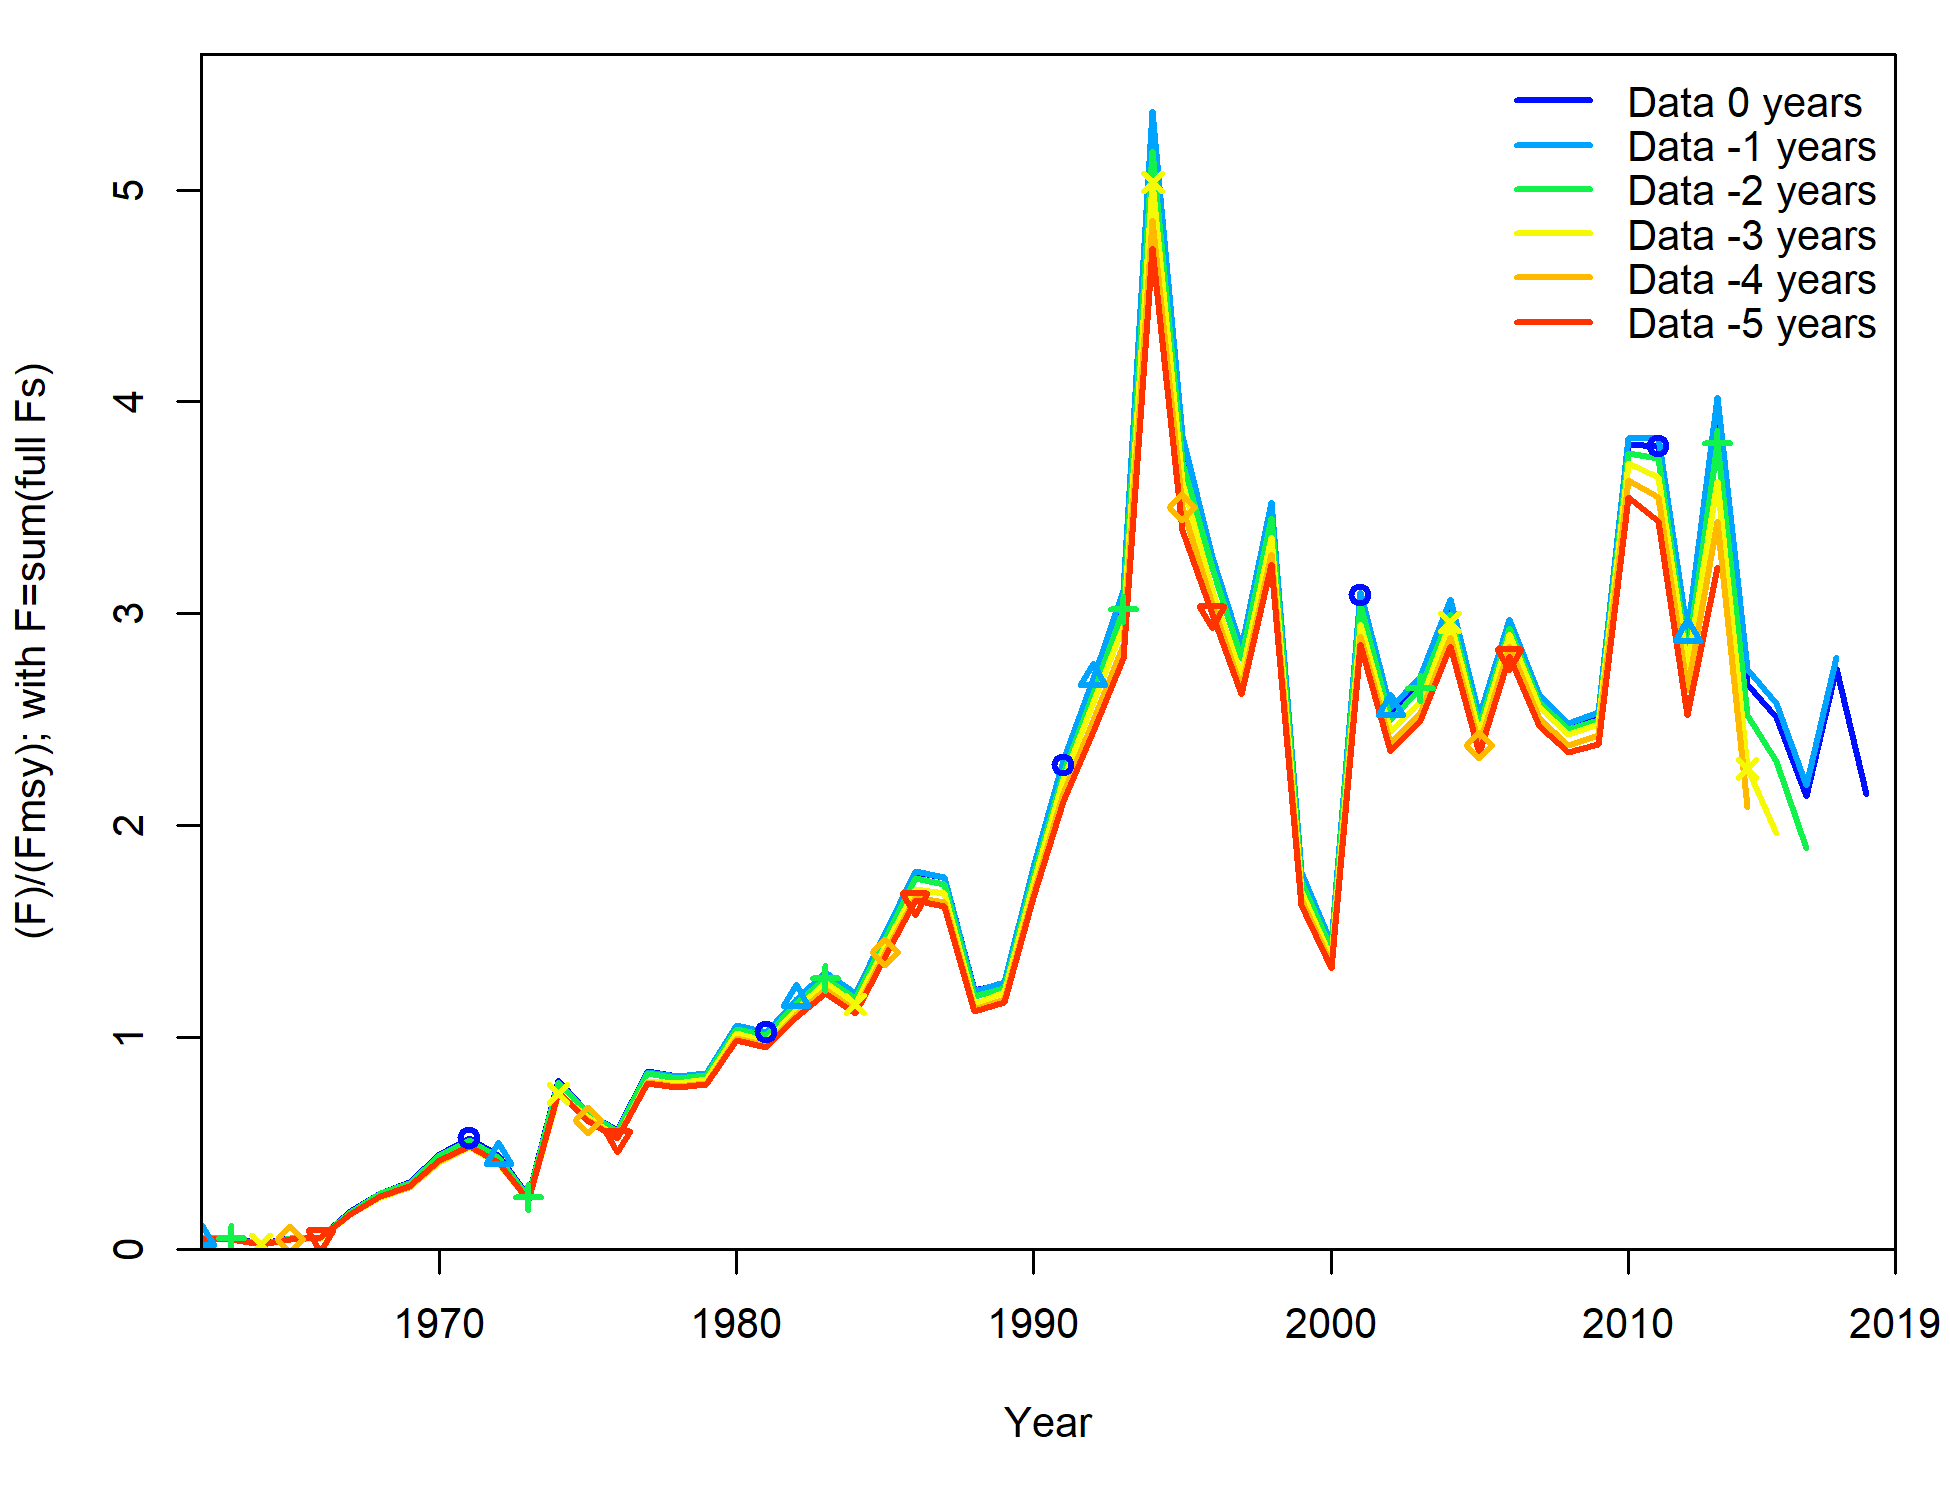 (F)/(Fmsy); with F=sum(full Fs)
5
4
3
2
1
0
Data 0 years
Data -1 years
Data -2 years
Data -3 years
Data -4 years
Data -5 years
1970 1980 1990 2000 2010 2019
Year